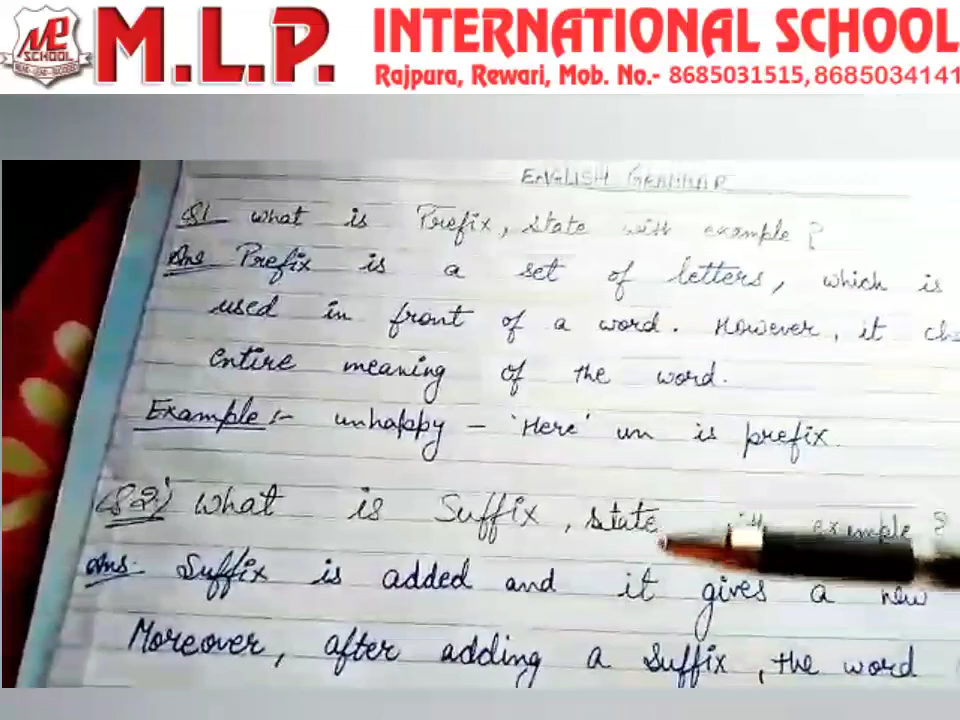 M.L.P. INTERNATIONAL SCHOOL
SCHOOL
Rajpura, Rewari, Mob. No.- 8685031515, 8685034141
ENGLISH GRAMMAR
Q1 What is Prefix, state with example?
Ans Prefix is a set of letters, which is
used in front of a word. However, it
entire meaning of the word.
Example:- unhappy - 'Here' un is prefix.
Q2) What is Suffix, state example?
Ans. Suffix is added and it gives a new
Moreover, after adding a Suffix, the word